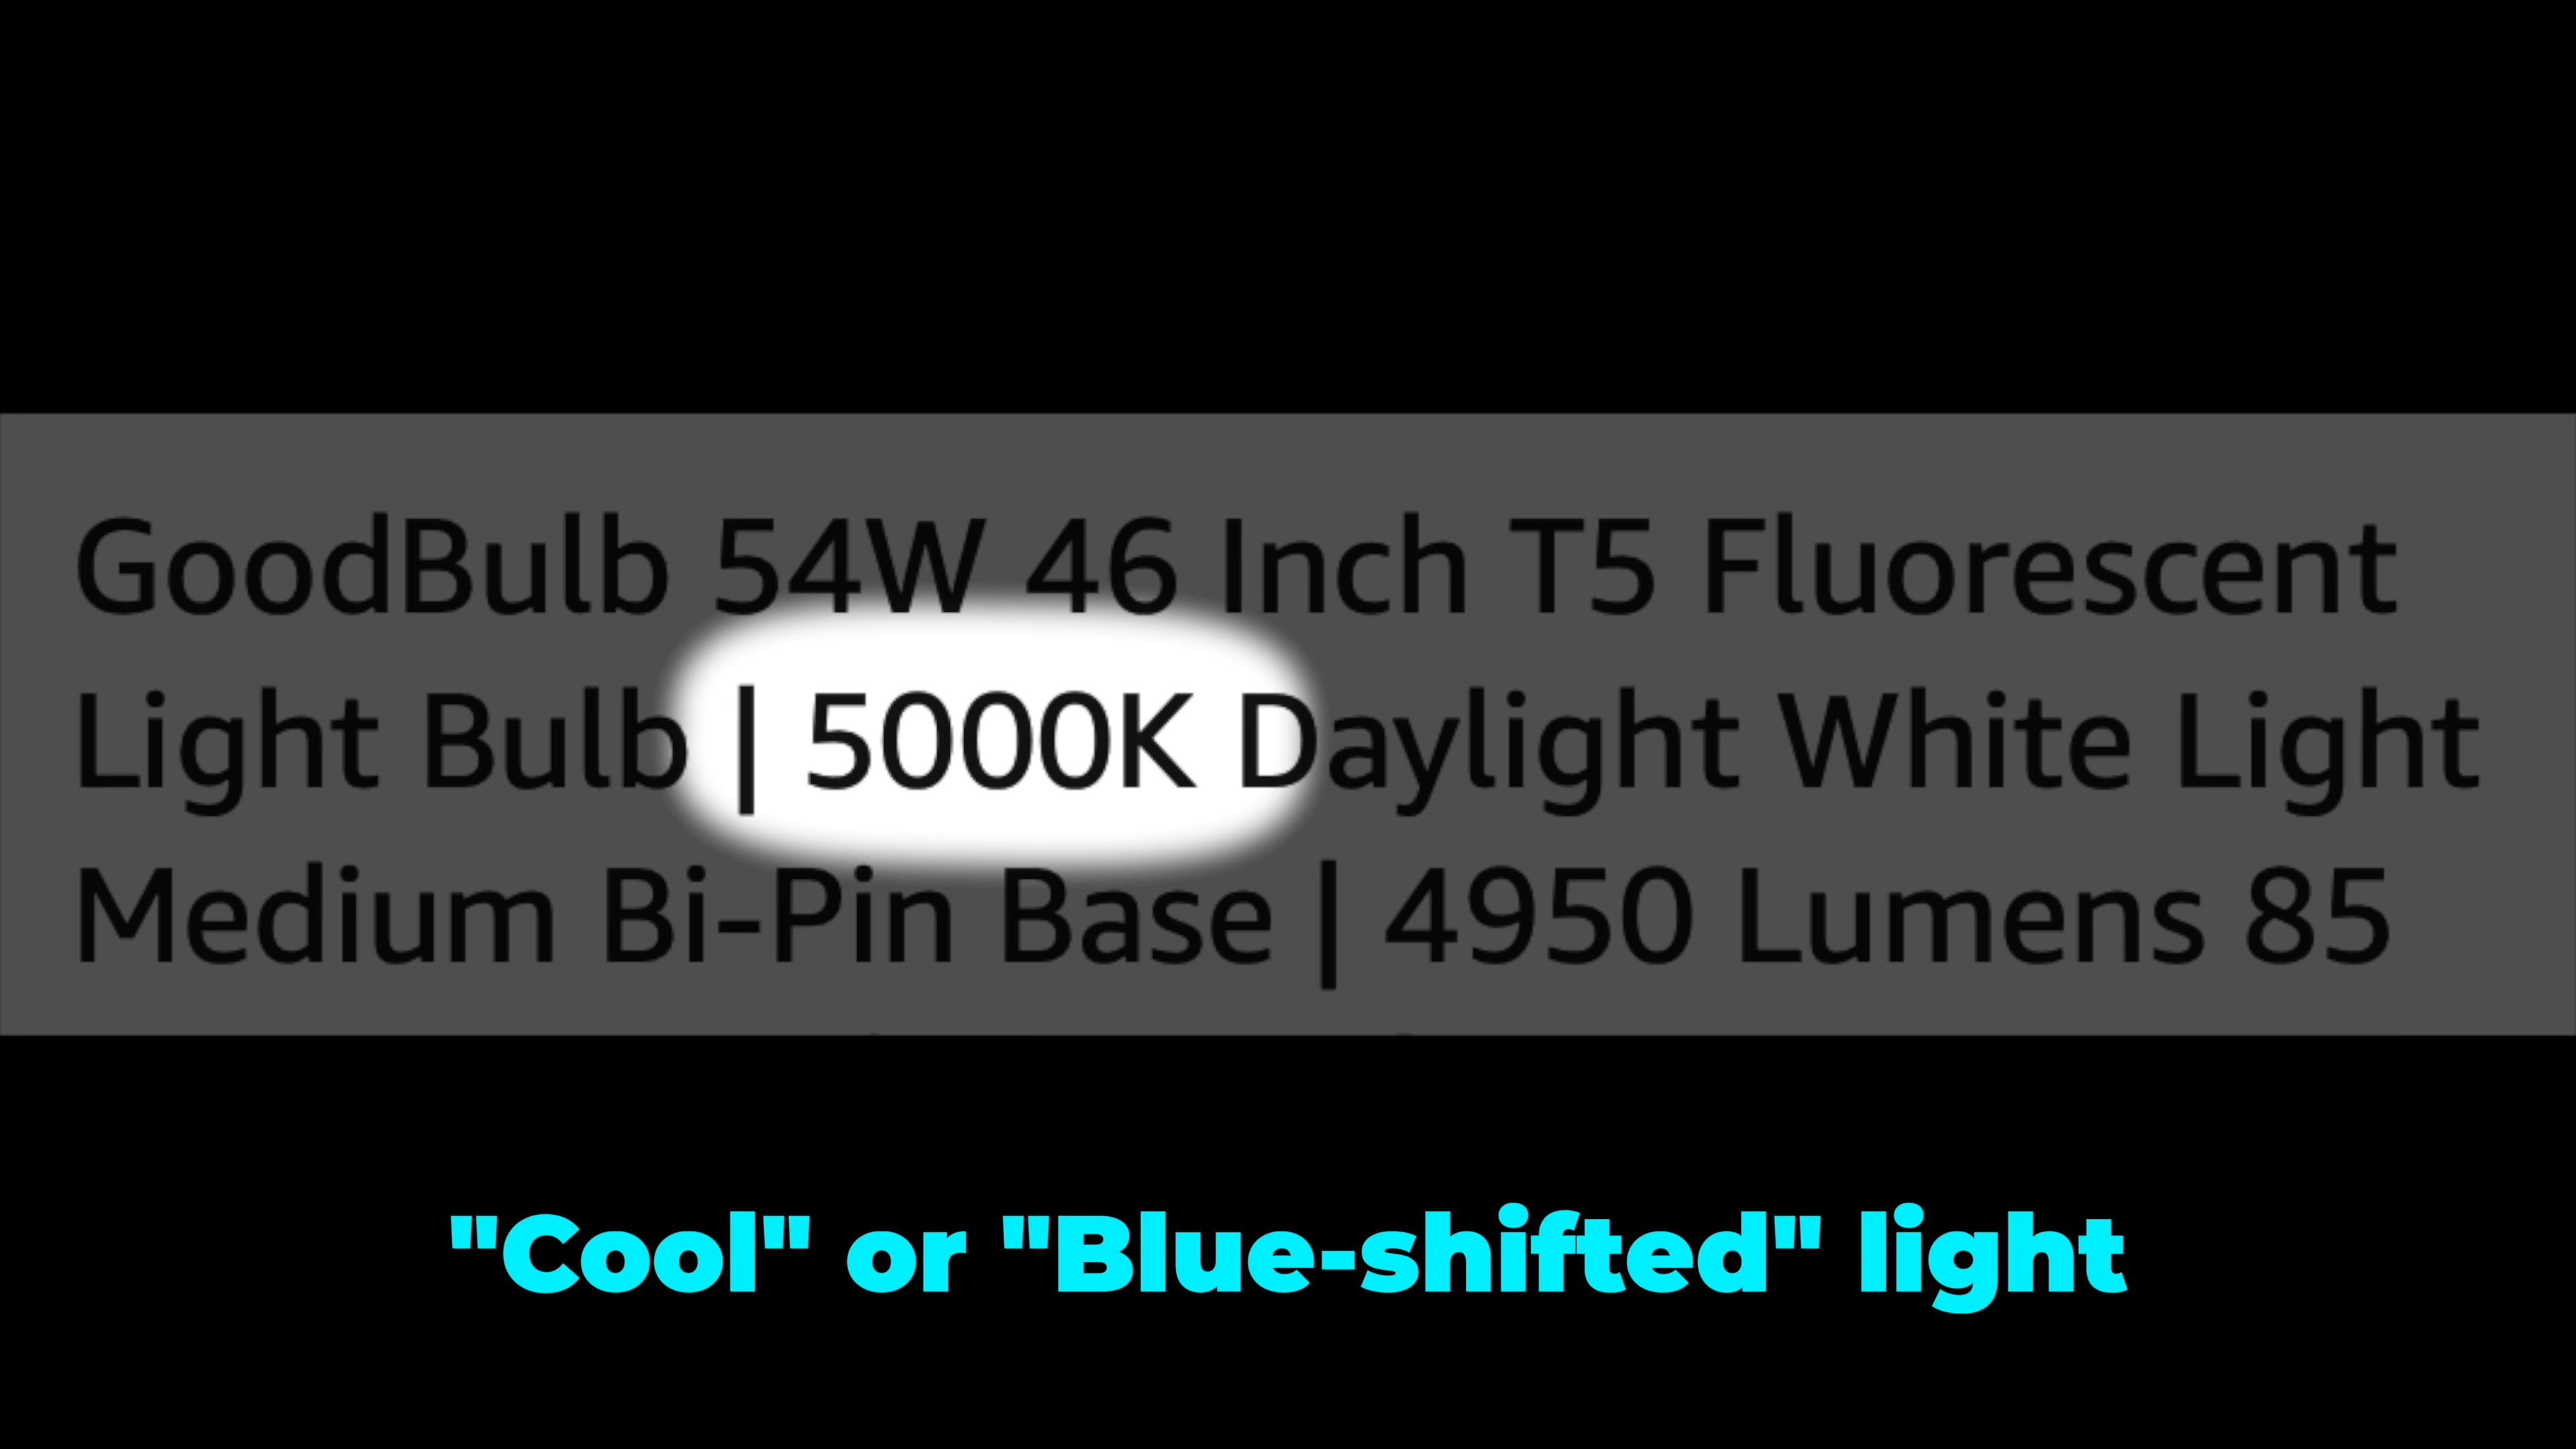 GoodBulb 54W 46 Inch T5 Fluorescent
Light Bulb | 5000K Daylight White Light
Medium Bi-Pin Base | 4950 Lumens 85
"Cool" or "Blue-shifted" light